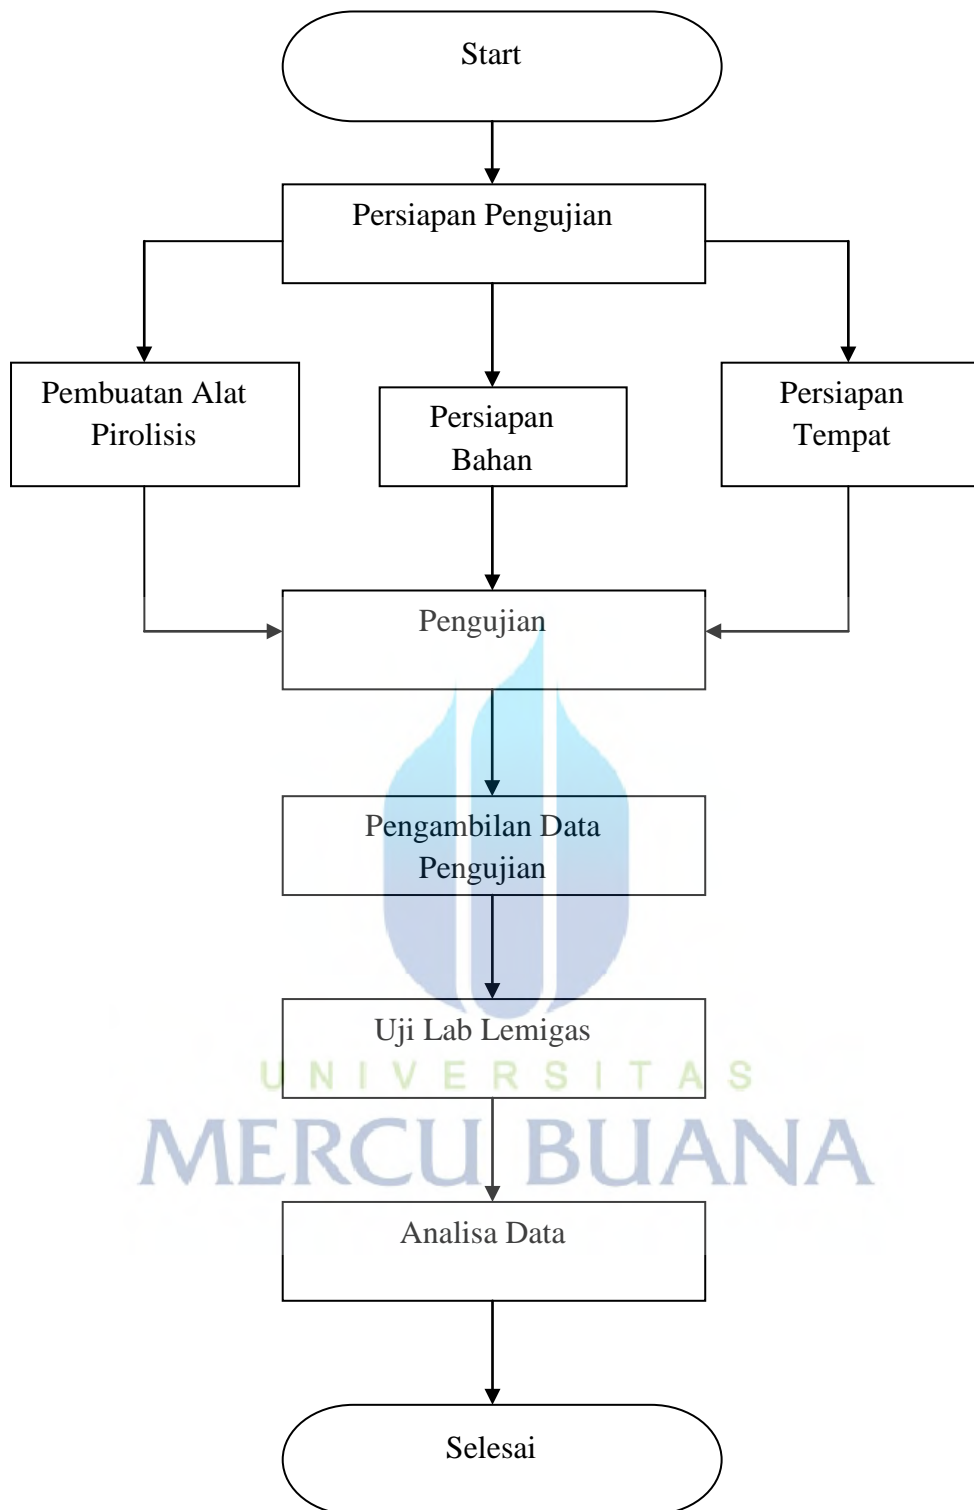 Start
Persiapan Pengujian
Pembuatan Alat
Pirolisis
Persiapan
Bahan
Persiapan
Tempat
Pengujian
Pengambilan Data
Pengujian
Uji Lab Lemigas
UNIVERSITAS
MERCU BUANA
Analisa Data
Selesai